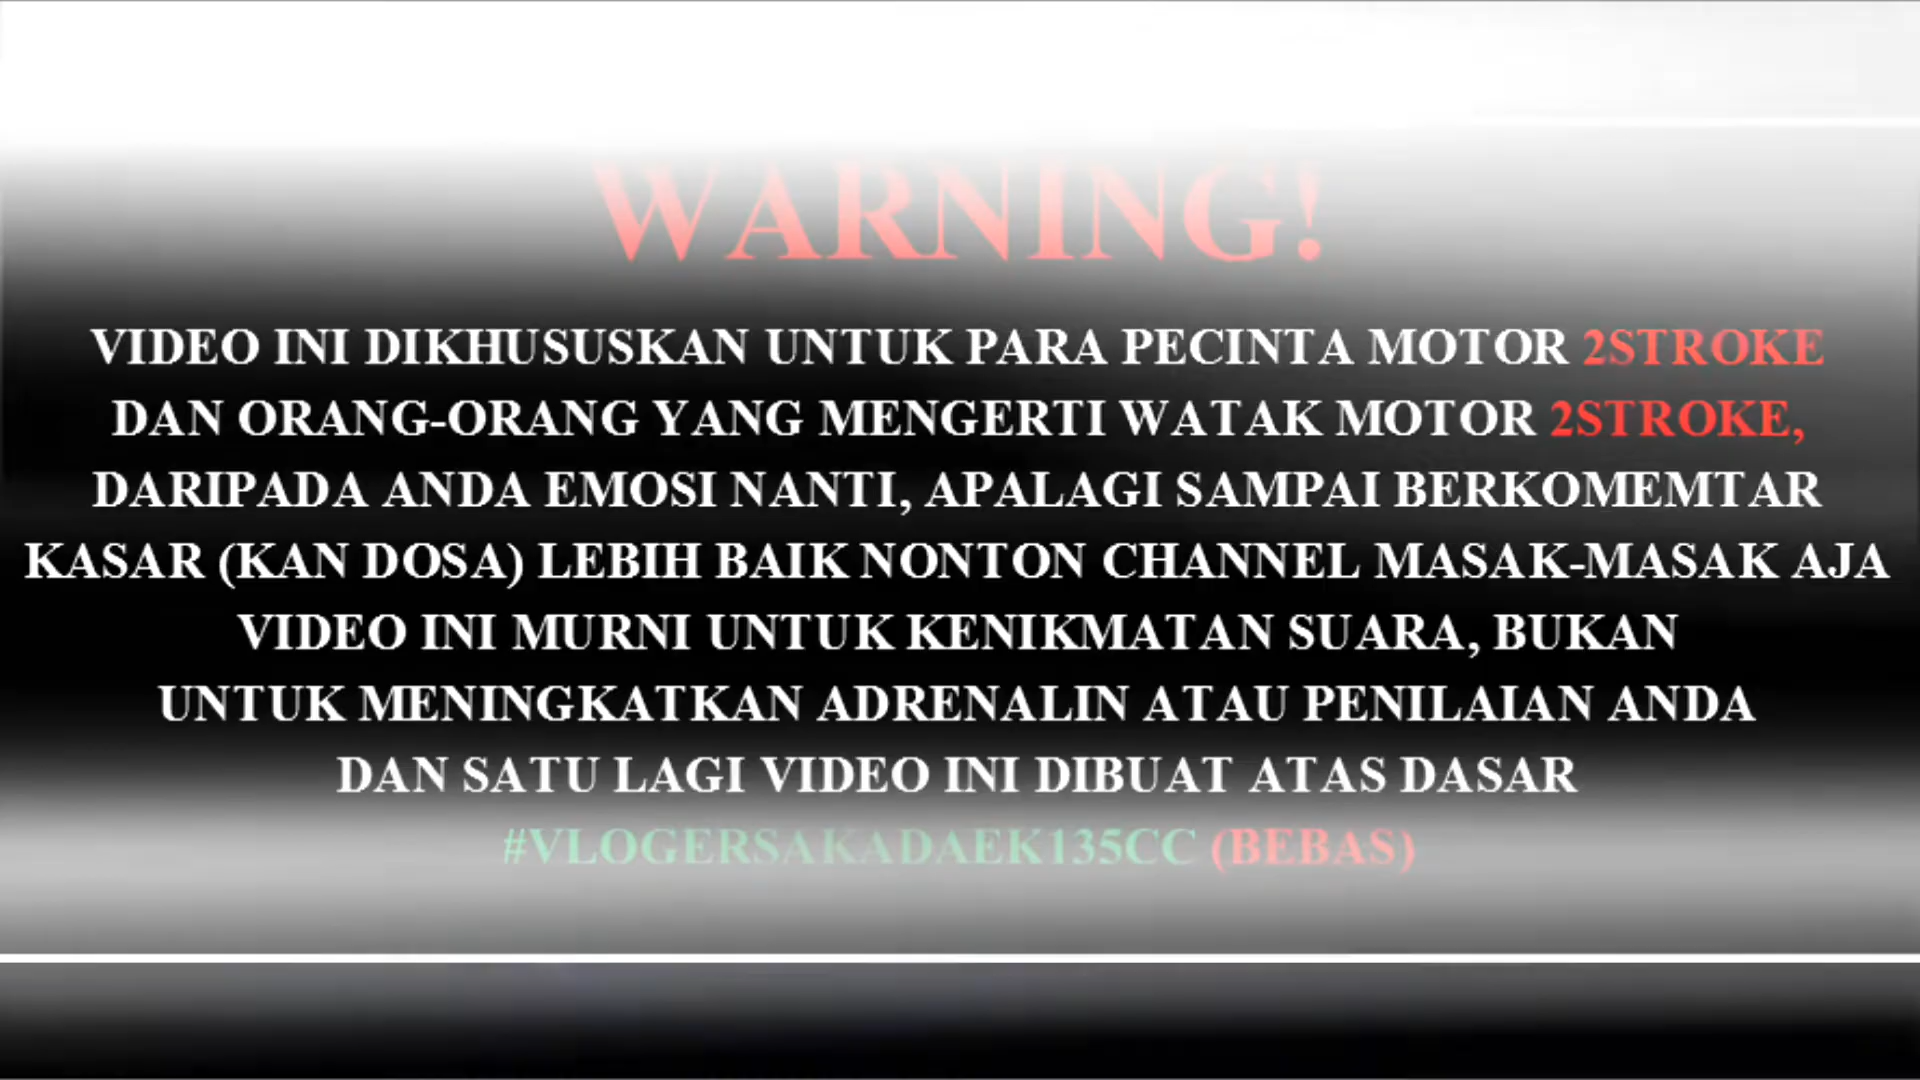 WARNING!
VIDEO INI DIKHUSUSKAN UNTUK PARA PECINTA MOTOR 2STROKE
DAN ORANG-ORANG YANG MENGERTI WATAK MOTOR 2STROKE,
DARIPADA ANDA EMOSI NANTI, APALAGI SAMPAI BERKOMEMTAR
KASAR (KAN DOSA) LEBIH BAIK NONTON CHANNEL MASAK-MASAK AJA
VIDEO INI MURNI UNTUK KENIKMATAN SUARA, BUKAN
UNTUK MENINGKATKAN ADRENALIN ATAU PENILAIAN ANDA
DAN SATU LAGI VIDEO INI DIBUAT ATAS DASAR
#VLOGERSAKADAEK135CC (BEBAS)